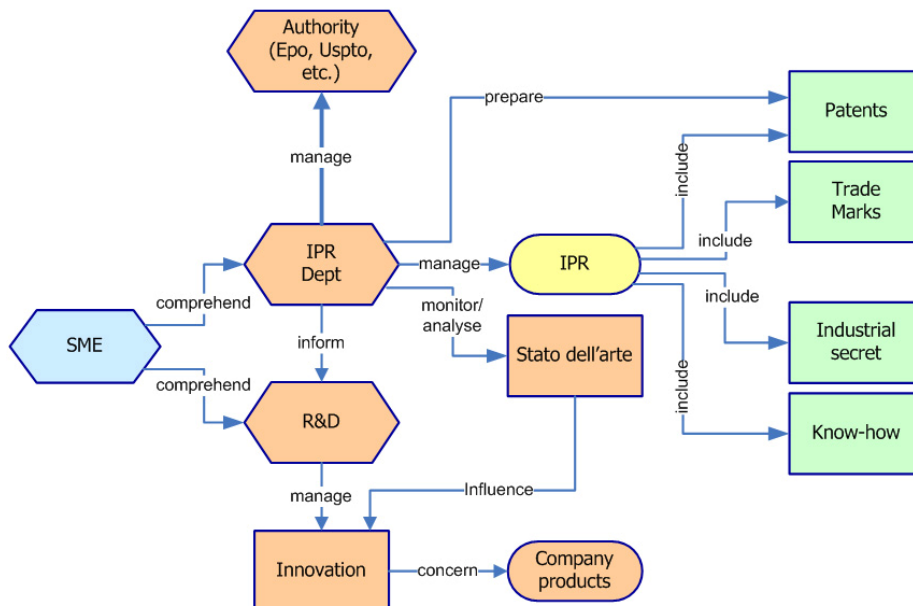 Authority
(Epo, Uspto,
etc.)
prepare
Patents
manage
include
Trade
Marks
include
IPR
Dept
manage
IPR
comprehend
monitor/
analyse
include
SME
inform
Stato dell'arte
Industrial
secret
comprehend
include
R&D
Know-how
manage
Influence
Innovation
concern
Company
products